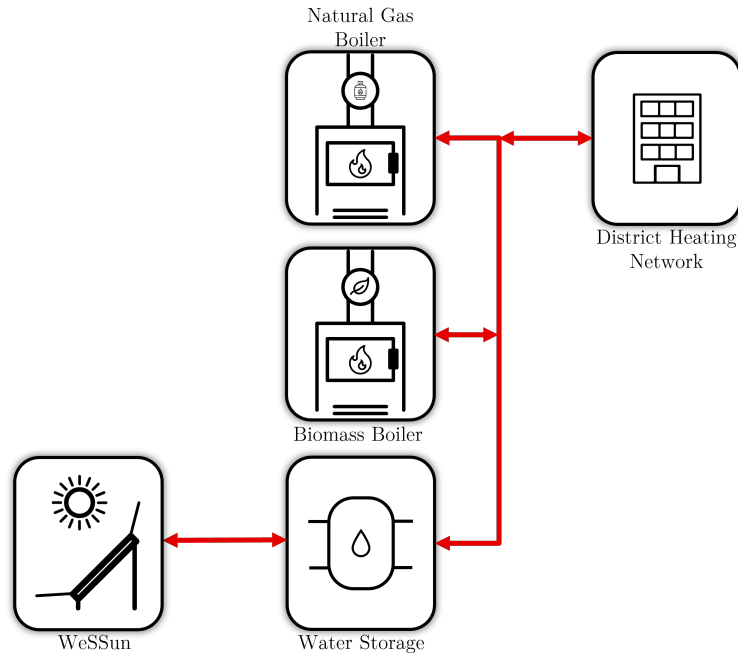 Natural Gas
Boiler
District Heating
Network
Biomass Boiler
WeSSun
Water Storage